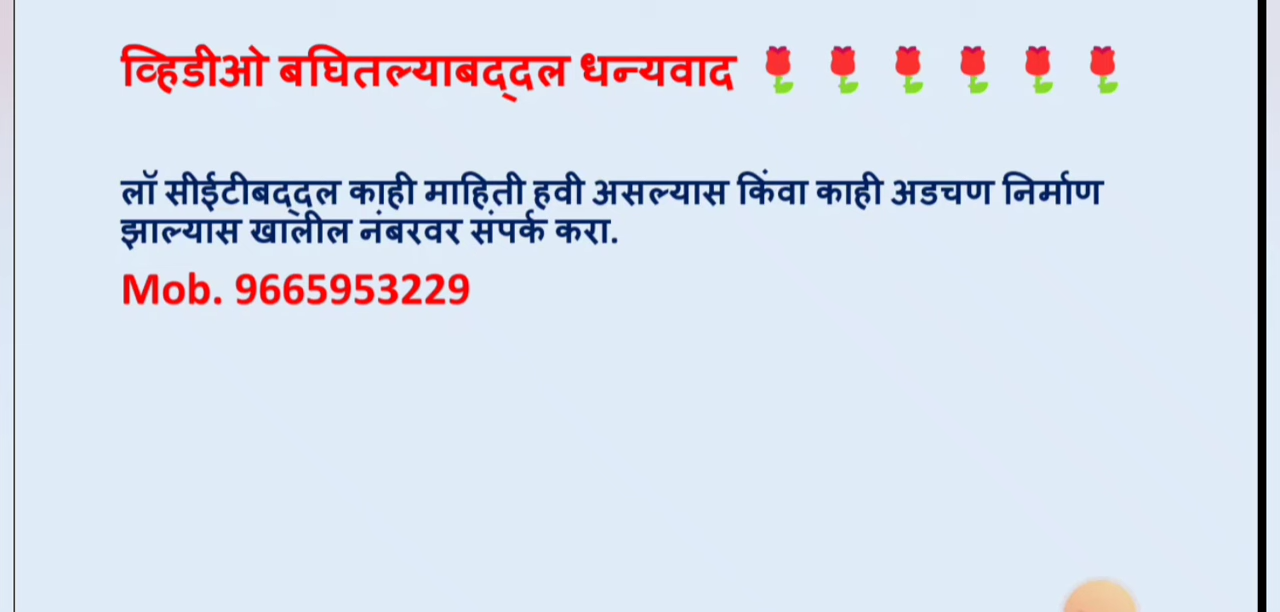 व्हिडीओ बघितल्याबद्दल धन्यवाद 🌹 🌹 🌹 🌹 🌹 🌹
लॉ सीईटीबद्दल काही माहिती हवी असल्यास किंवा काही अडचण निर्माण
झाल्यास खालील नंबरवर संपर्क करा.
Mob. 9665953229